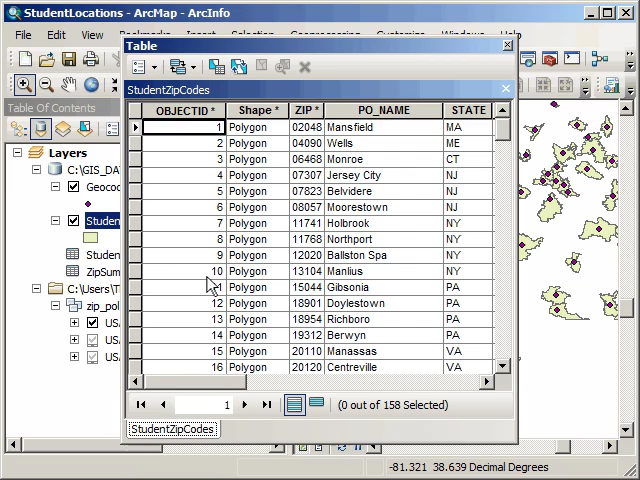 StudentLocations - ArcMap - ArcInfo
File Edit View
Table
Table Of Contents
StudentZipCodes
OBJECTID * Shape * ZIP * PO_NAME STATE
1 Polygon 02048 Mansfield MA
2 Polygon 04090 Wells ME
3 Polygon 06468 Monroe CT
4 Polygon 07307 Jersey City NJ
5 Polygon 07823 Belvidere NJ
6 Polygon 08057 Moorestown NJ
7 Polygon 11741 Holbrook NY
8 Polygon 11768 Northport NY
9 Polygon 12020 Ballston Spa NY
10 Polygon 13104 Manlius NY
Polygon 15044 Gibsonia PA
12 Polygon 18901 Doylestown PA
13 Polygon 18954 Richboro PA
14 Polygon 19312 Berwyn PA
15 Polygon 20110 Manassas VA
16 Polygon 20120 Centreville VA
Layers
C:\GIS_DA
Geococ
Studen
Studen
ZipSum
C:\Users\T
zip_pol
USA
USA
USA
1 (0 out of 158 Selected)
StudentZipCodes
-81.321 38.639 Decimal Degrees